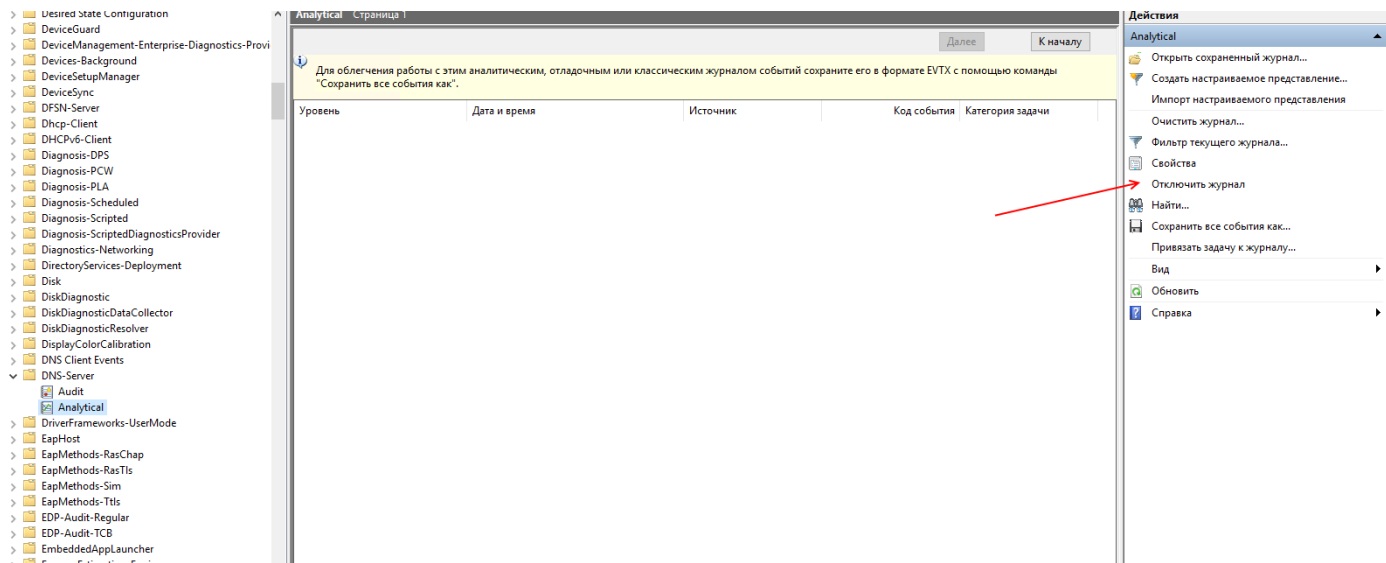 Desired State Configuration
DeviceGuard
DeviceManagement-Enterprise-Diagnostics-Provi
Devices-Background
DeviceSetupManager
DeviceSync
DFSN-Server
Dhcp-Client
DHCPv6-Client
Diagnosis-DPS
Diagnosis-PCW
Diagnosis-PLA
Diagnosis-Scheduled
Diagnosis-Scripted
Diagnosis-ScriptedDiagnosticsProvider
Diagnostics-Networking
DirectoryServices-Deployment
Disk
DiskDiagnostic
DiskDiagnosticDataCollector
DiskDiagnosticResolver
DisplayColorCalibration
DNS Client Events
DNS-Server
Audit
Analytical
DriverFrameworks-UserMode
EapHost
EapMethods-RasChap
EapMethods-RasTls
EapMethods-Sim
EapMethods-Ttls
EDP-Audit-Regular
EDP-Audit-TCB
EmbeddedAppLauncher
Analytical Страница 1
Далее К началу
Для облегчения работы с этим аналитическим, отладочным или классическим журналом событий сохраните его в формате EVTX с помощью команды
"Сохранить все события как".
Уровень Дата и время Источник Код события Категория задачи
Действия
Analytical
Открыть сохраненный журнал...
Создать настраиваемое представление...
Импорт настраиваемого представления
Очистить журнал...
Фильтр текущего журнала...
Свойства
Отключить журнал
Найти...
Сохранить все события как...
Привязать задачу к журналу...
Вид
Обновить
Справка